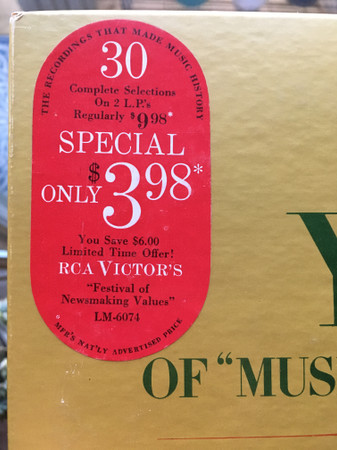 THE RECORDINGS THAT MADE MUSIC HISTORY
30
Complete Selections
On 2 L.P.'s
Regularly $9.98*
SPECIAL
ONLY $3.98*
You Save $6.00
Limited Time Offer!
RCA VICTOR'S
"Festival of
Newsmaking Values"
LM-6074
MFR'S NAT'LY ADVERTISED PRICE
Y
OF "MUS